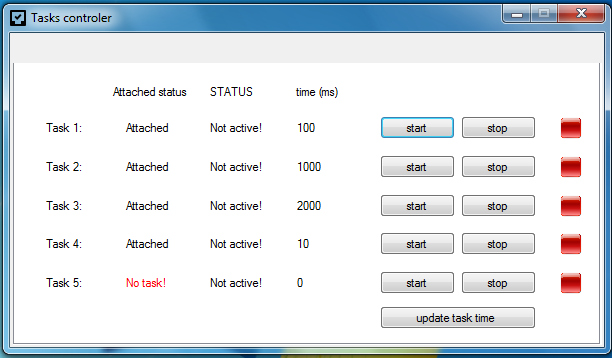 Tasks controler
Attached status STATUS time (ms)
Task 1: Attached Not active! 100 start stop
Task 2: Attached Not active! 1000 start stop
Task 3: Attached Not active! 2000 start stop
Task 4: Attached Not active! 10 start stop
Task 5: No task! Not active! 0 start stop
update task time